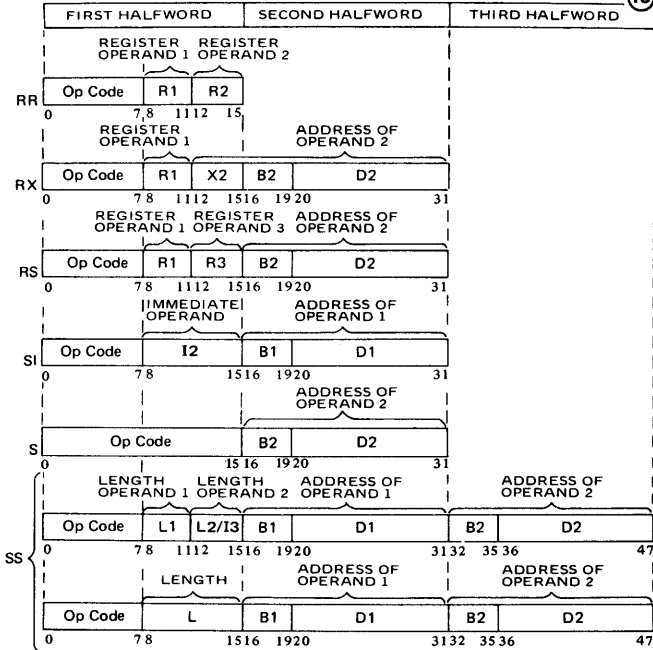 FIRST HALFWORD SECOND HALFWORD THIRD HALFWORD
REGISTER REGISTER
OPERAND 1 OPERAND 2
RR Op Code R1 R2
0 7 8 11 12 15
REGISTER ADDRESS OF
OPERAND 1 OPERAND 2
RX Op Code R1 X2 B2 D2
0 7 8 11 12 15 16 19 20 31
REGISTER REGISTER ADDRESS OF
OPERAND 1 OPERAND 3 OPERAND 2
RS Op Code R1 R3 B2 D2
0 7 8 11 12 15 16 19 20 31
IMMEDIATE ADDRESS OF
OPERAND OPERAND 1
SI Op Code I2 B1 D1
0 7 8 15 16 19 20 31
ADDRESS OF
OPERAND 2
S Op Code B2 D2
0 15 16 19 20 31
LENGTH LENGTH ADDRESS OF ADDRESS OF
OPERAND 1 OPERAND 2 OPERAND 1 OPERAND 2
SS Op Code L1 L2/I3 B1 D1 B2 D2
0 7 8 11 12 15 16 19 20 31 32 35 36 47
LENGTH ADDRESS OF ADDRESS OF
OPERAND 1 OPERAND 2
Op Code L B1 D1 B2 D2
0 7 8 15 16 19 20 31 32 35 36 47